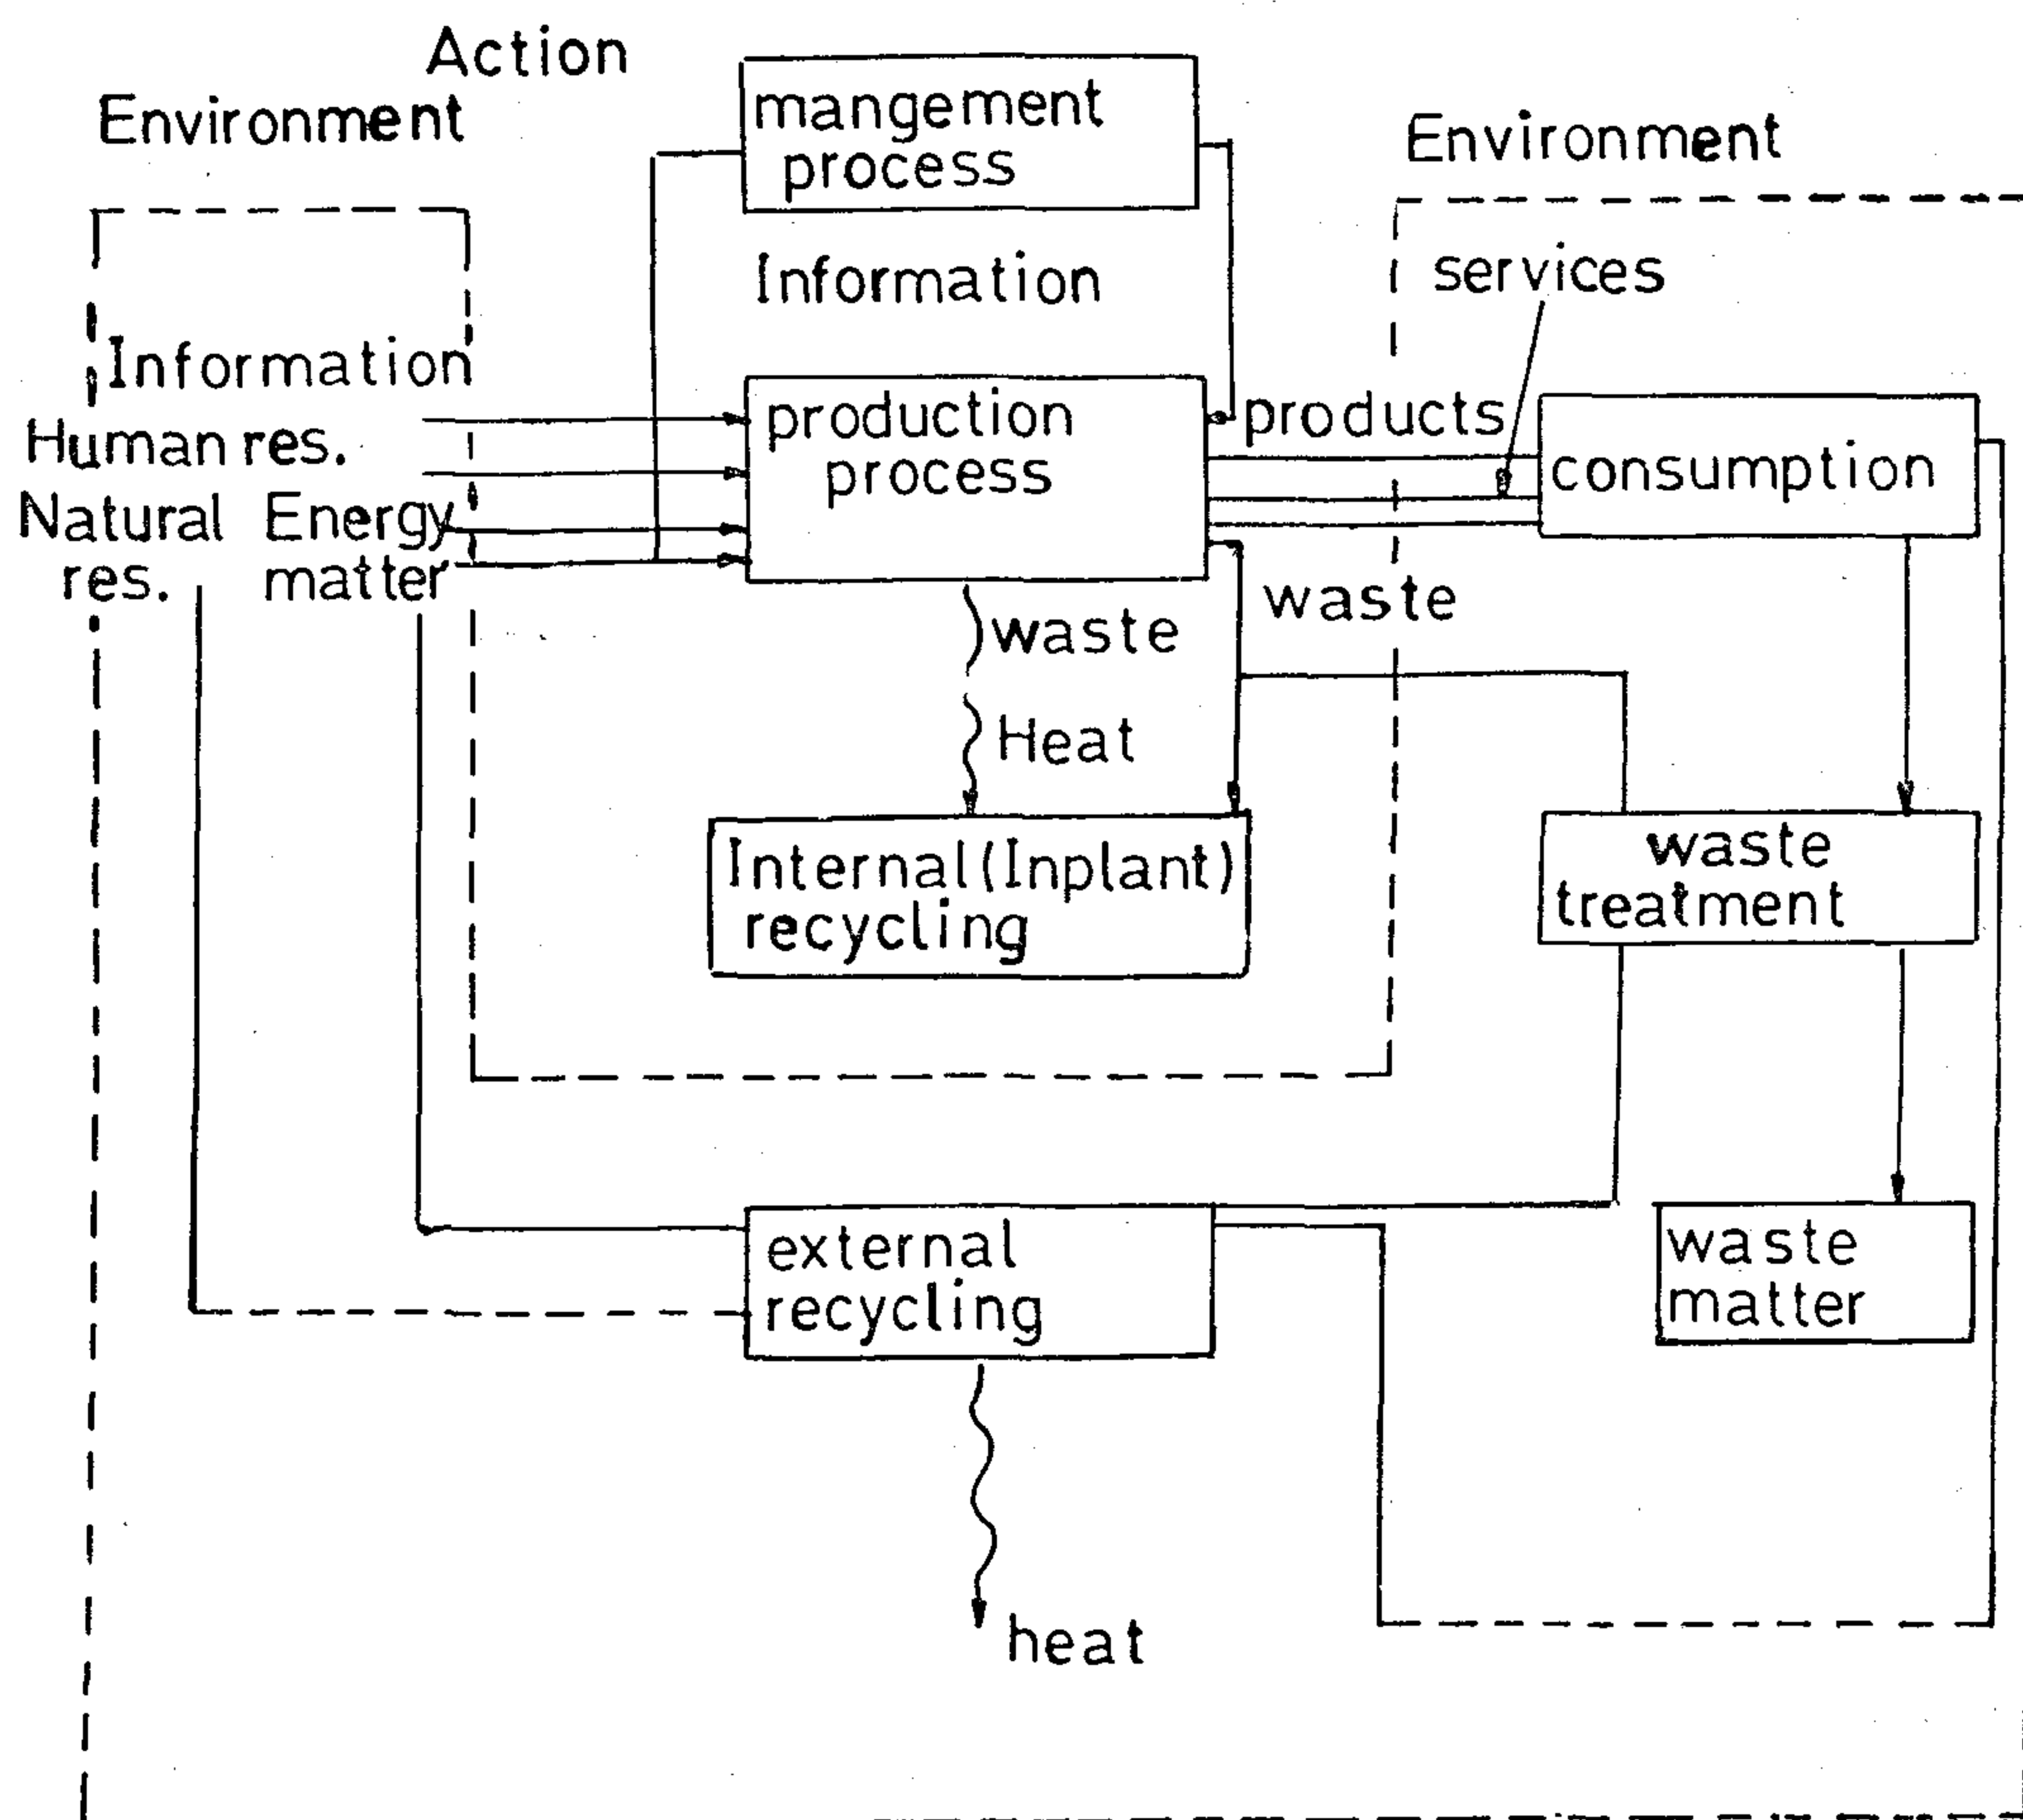 Action
Environment
mangement
process
Environment
Information
services
Information
Human res.
Natural Energy
res. matter
production
process
products
consumption
waste
waste
Heat
Internal (Inplant)
recycling
waste
treatment
external
recycling
waste
matter
heat